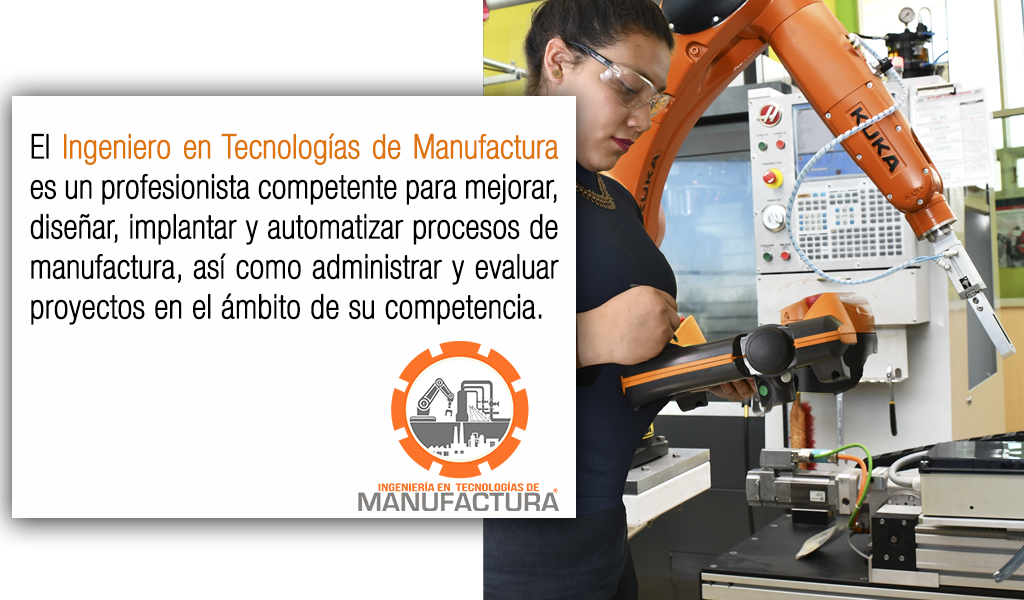 El Ingeniero en Tecnologías de Manufactura
es un profesionista competente para mejorar,
diseñar, implantar y automatizar procesos de
manufactura, así como administrar y evaluar
proyectos en el ámbito de su competencia.
INGENIERÍA EN TECNOLOGÍAS DE
MANUFACTURA®
KUKA
KUKA